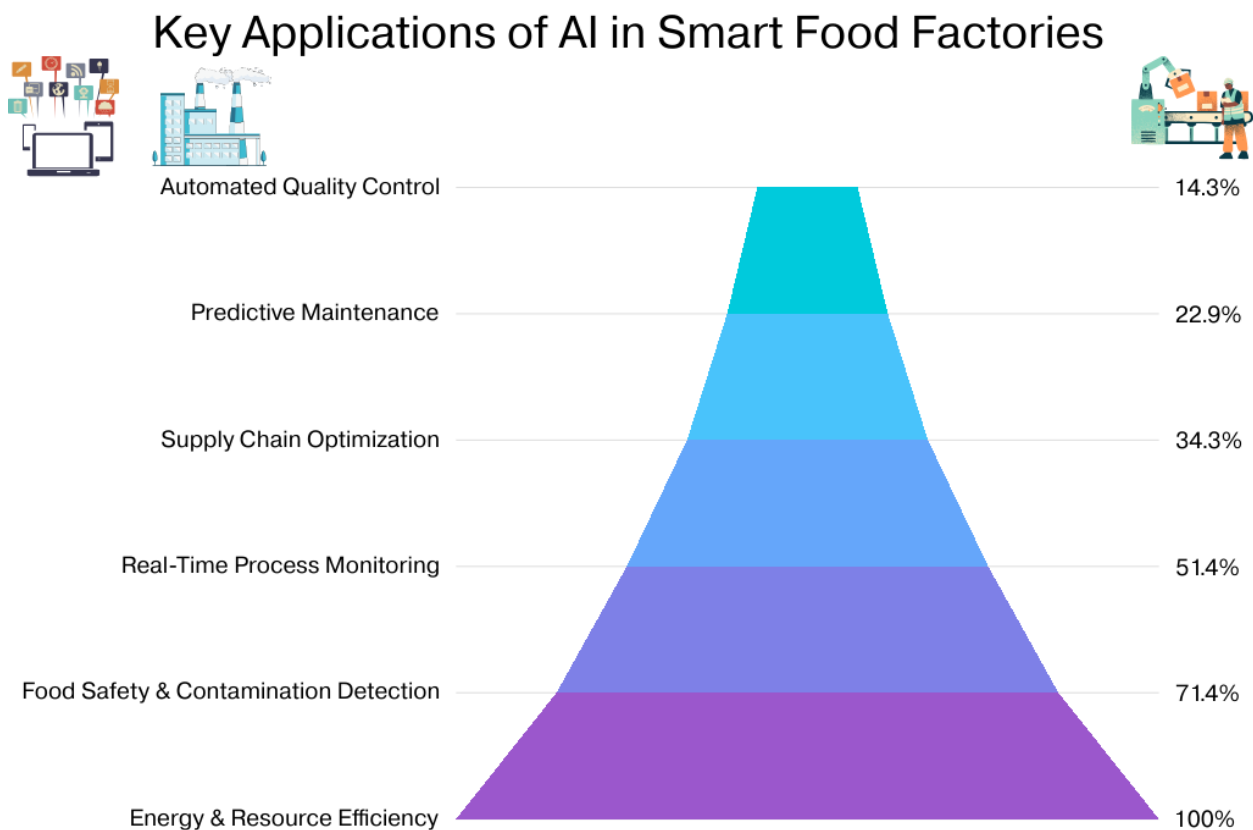 Key Applications of AI in Smart Food Factories
Automated Quality Control 14.3%
Predictive Maintenance 22.9%
Supply Chain Optimization 34.3%
Real-Time Process Monitoring 51.4%
Food Safety & Contamination Detection 71.4%
Energy & Resource Efficiency 100%